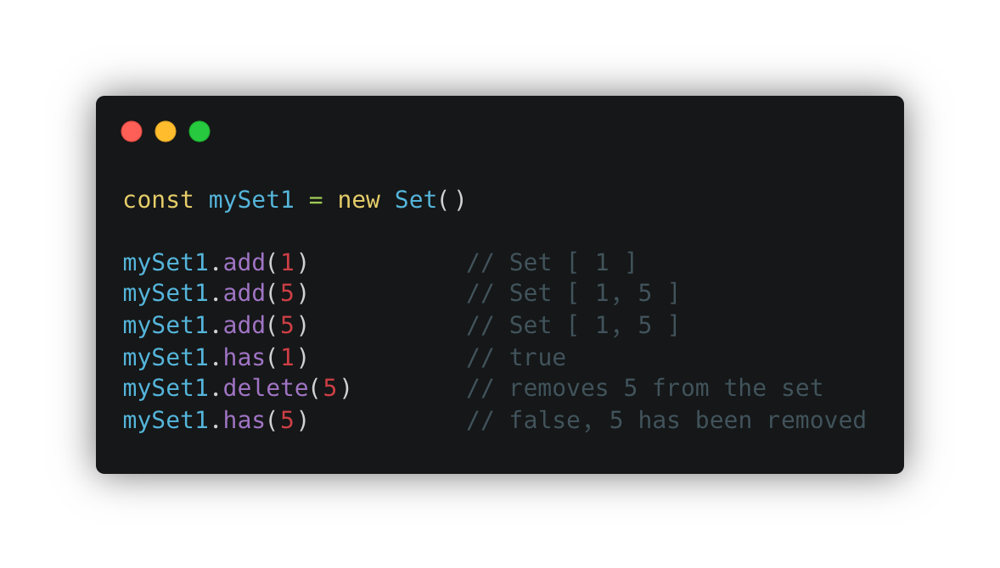 const mySet1 = new Set()
mySet1.add(1)           // Set [ 1 ]
mySet1.add(5)           // Set [ 1, 5 ]
mySet1.add(5)           // Set [ 1, 5 ]
mySet1.has(1)           // true
mySet1.delete(5)        // removes 5 from the set
mySet1.has(5)           // false, 5 has been removed